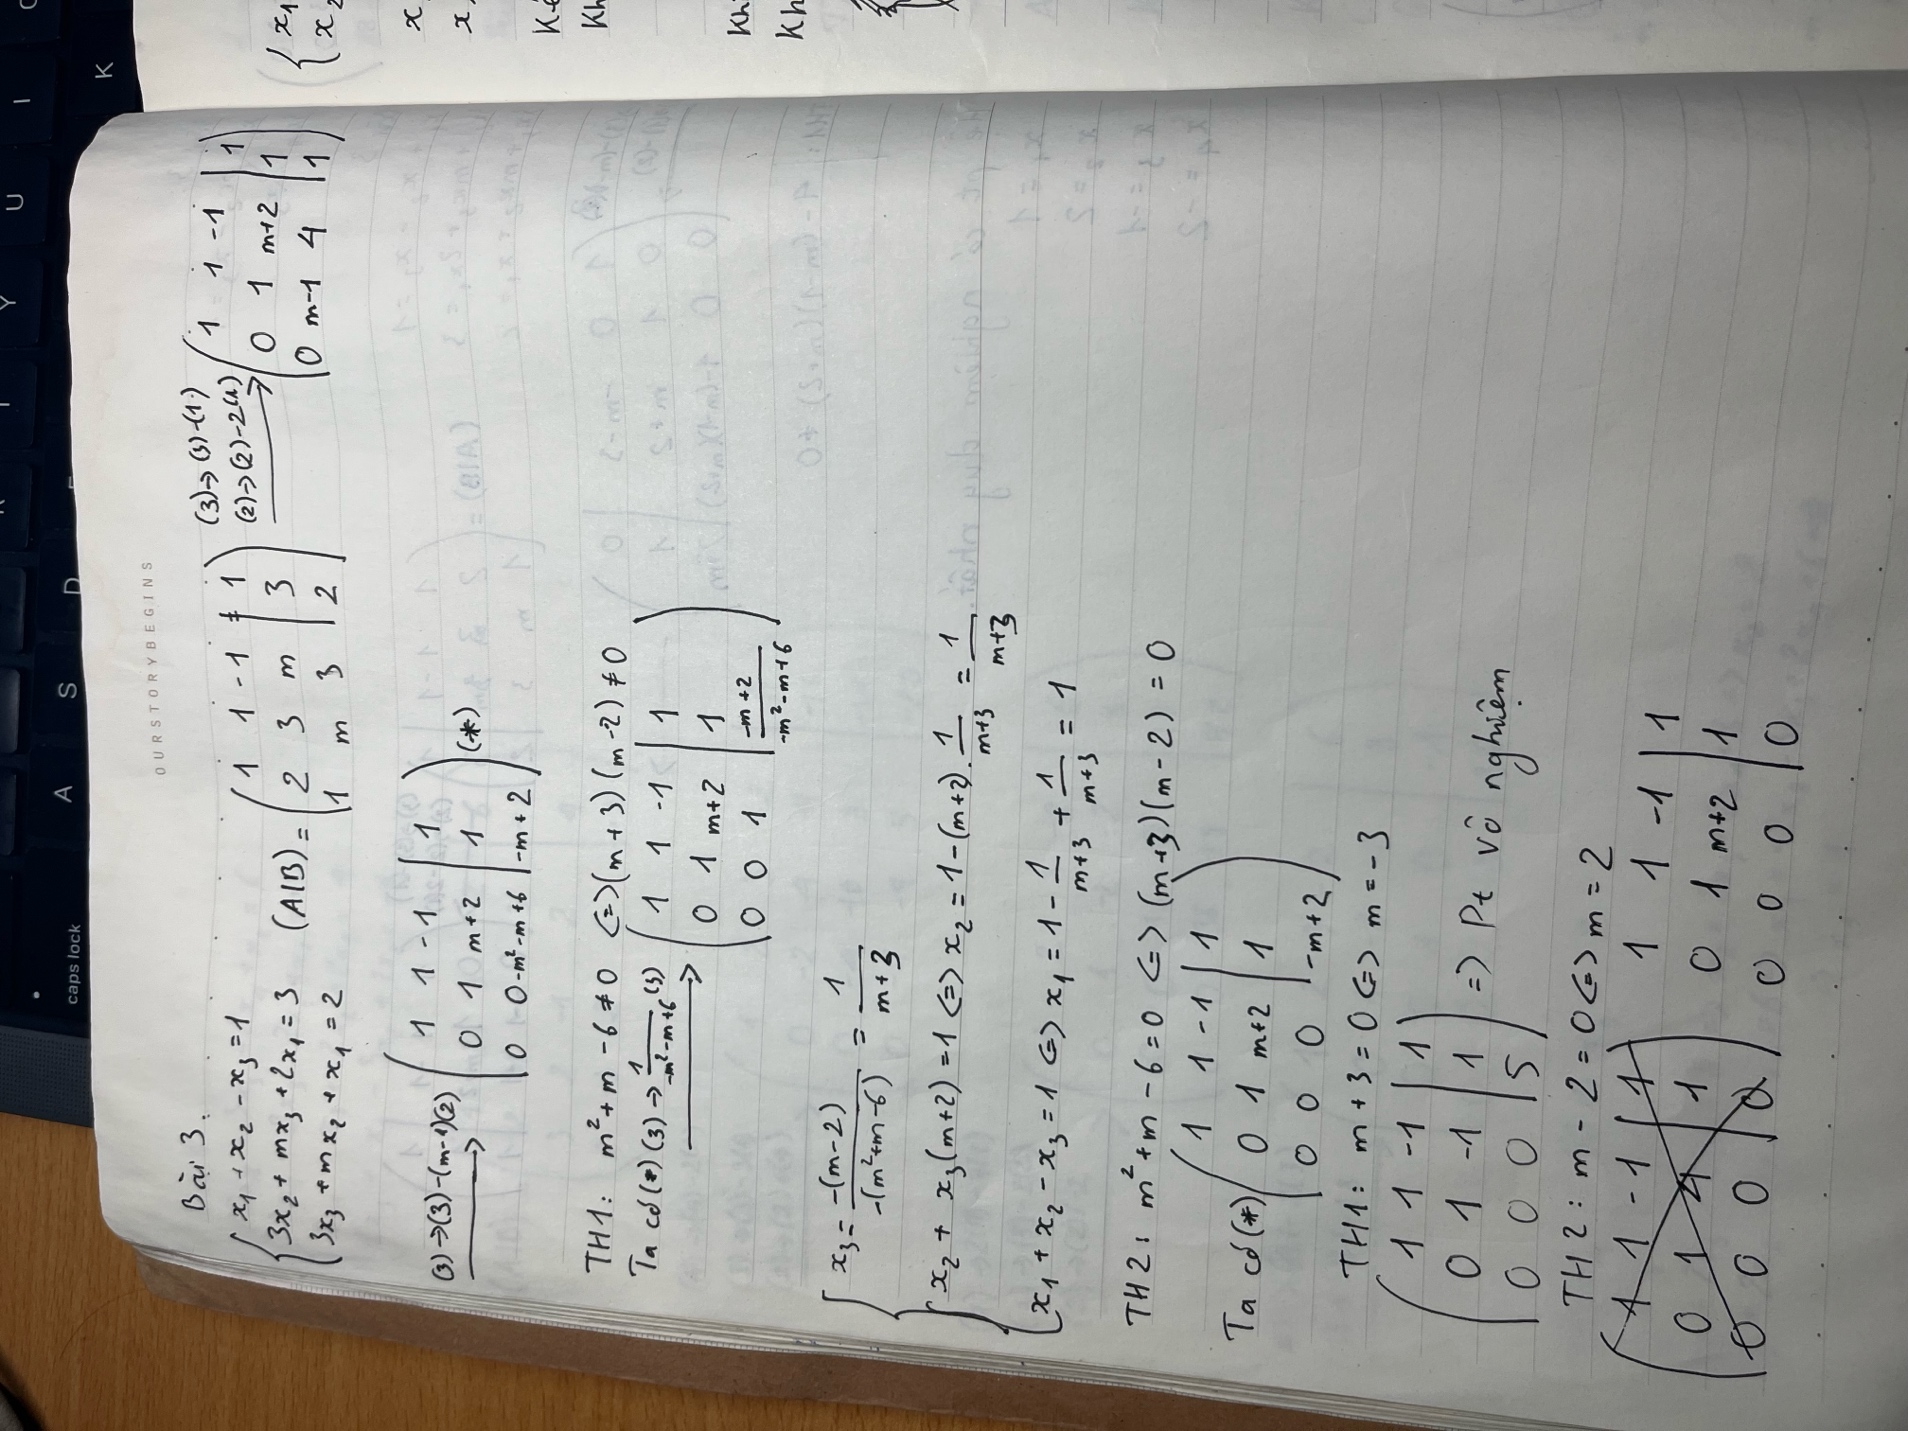 OURSTORYBEGINS
Bài 3.
x₁ + x₂ - x₃ = 1
3x₂ + mx₃ + 2x₁ = 3
3x₃ + mx₂ + x₁ = 2
(A|B) =
1 1 -1 | 1
2 3 m | 3
1 m 3 | 2
(3)->(3)-(1)
(2)->(2)-2(1)
1 1 -1 | 1
0 1 m+2 | 1
0 m-1 4 | 1
(3)->(3)-(m-1)(2)
1 1 -1 | 1
0 1 m+2 | 1
0 0 -m²-m+6 | -m+2
(*)
TH1: m² + m - 6 ≠ 0 <=> (m+3)(m-2) ≠ 0
Ta có (*) (3) -> 1/(-m²-m+6) (3)
1 1 -1 | 1
0 1 m+2 | 1
0 0 1 | (-m+2)/(-m²-m+6)
x₃ = -(m-2)/-(m²+m-6) = 1/(m+3)
x₂ + x₃(m+2) = 1 <=> x₂ = 1-(m+2).1/(m+3) = 1/(m+3)
x₁ + x₂ - x₃ = 1 <=> x₁ = 1 - 1/(m+3) + 1/(m+3) = 1
TH2: m² + m - 6 = 0 <=> (m+3)(m-2) = 0
Ta có (*)
1 1 -1 | 1
0 1 m+2 | 1
0 0 0 | -m+2
TH1: m + 3 = 0 <=> m = -3
1 1 -1 | 1
0 1 -1 | 1
0 0 0 | 5
=> Pt vô nghiệm
TH2: m - 2 = 0 <=> m = 2
1 1 -1 | 1
0 1 4 | 1
0 0 0 | 0
1 1 -1 | 1
0 1 m+2 | 1
0 0 0 | 0
x₁
x₂
x
x
Kh
Kh
Kh
caps lock
A
S
D
K
Y
U
I